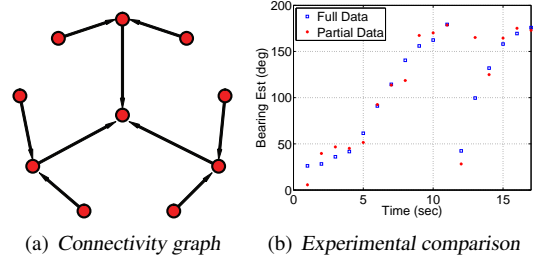 200
150
100
50
0
Bearing Est (deg)
Full Data
Partial Data
0 5 10 15
Time (sec)
(a) Connectivity graph
(b) Experimental comparison